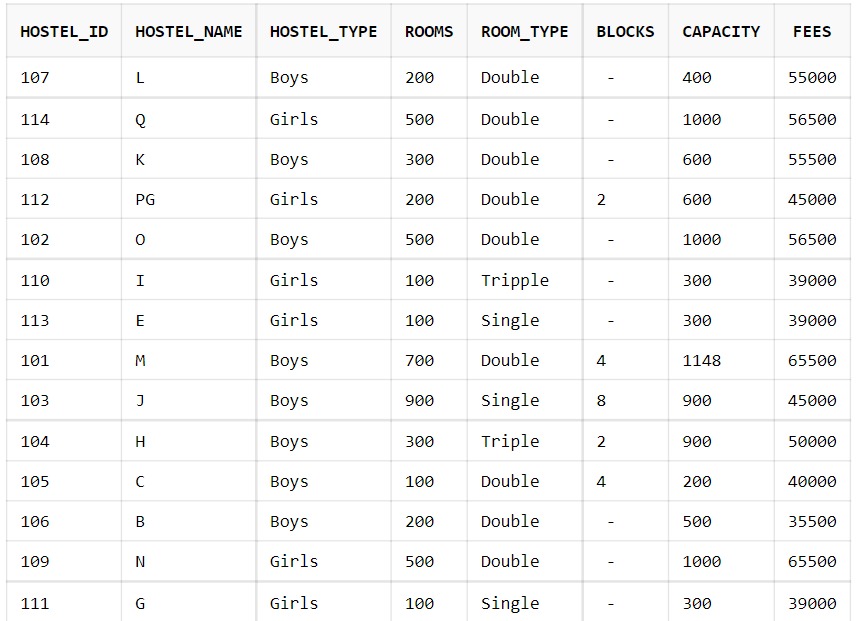 HOSTEL_ID HOSTEL_NAME HOSTEL_TYPE ROOMS ROOM_TYPE BLOCKS CAPACITY FEES
107 L Boys 200 Double - 400 55000
114 Q Girls 500 Double - 1000 56500
108 K Boys 300 Double - 600 55500
112 PG Girls 200 Double 2 600 45000
102 O Boys 500 Double - 1000 56500
110 I Girls 100 Tripple - 300 39000
113 E Girls 100 Single - 300 39000
101 M Boys 700 Double 4 1148 65500
103 J Boys 900 Single 8 900 45000
104 H Boys 300 Triple 2 900 50000
105 C Boys 100 Double 4 200 40000
106 B Boys 200 Double - 500 35500
109 N Girls 500 Double - 1000 65500
111 G Girls 100 Single - 300 39000